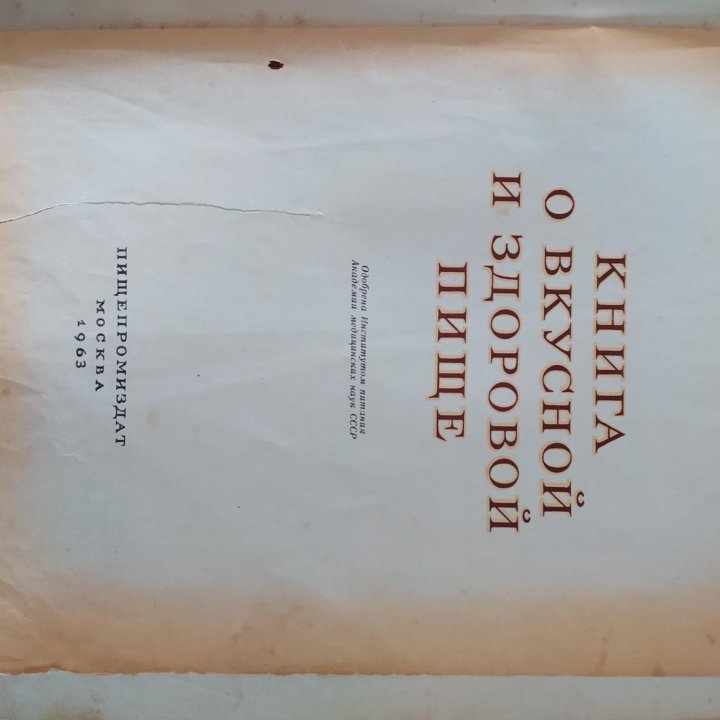 КНИГА
О ВКУСНОЙ
И ЗДОРОВОЙ
ПИЩЕ
Одобрена Институтом питания
Академии медицинских наук СССР
ПИЩЕПРОМИЗДАТ
МОСКВА
1963